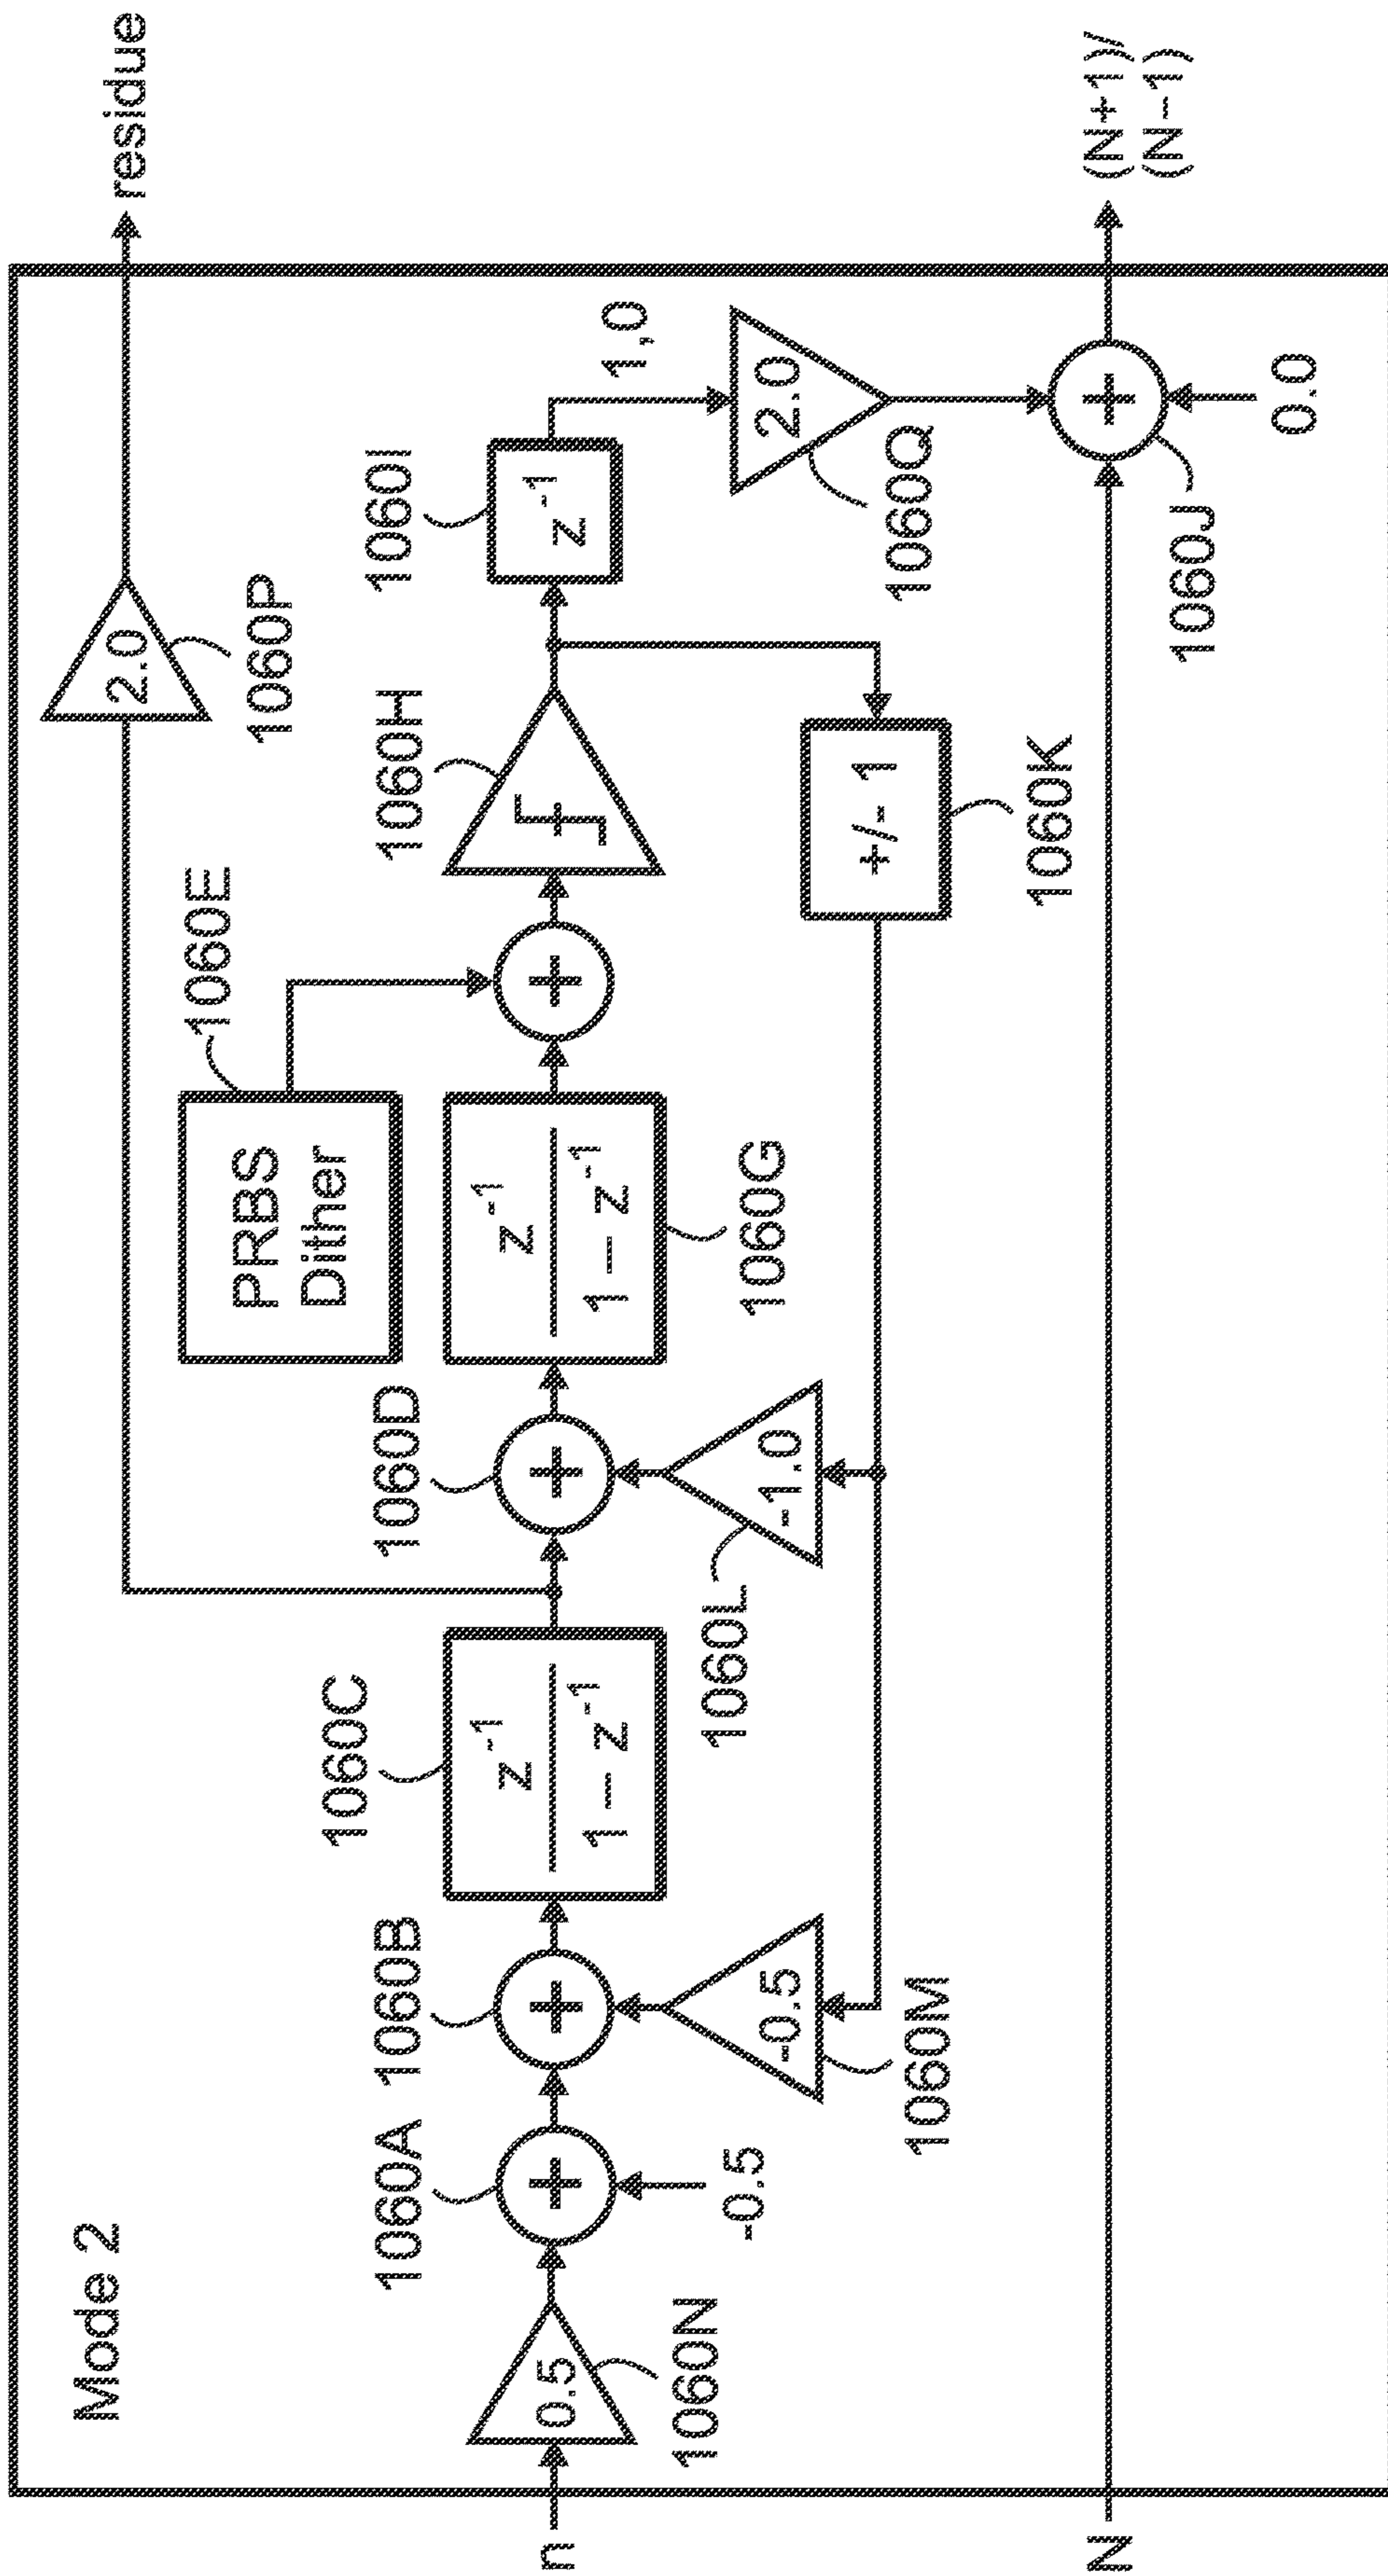 Mode 2
residue
2.0
1060P
1060E
PRBS
Dither
1060A
1060B
1060C
1060D
1060H
1060I
n
0.5
1060N
+
-0.5
+
-0.5
1060M
z⁻¹
1 – z⁻¹
+
-1.0
1060L
z⁻¹
1 – z⁻¹
1060G
+
+/- 1
1060K
z⁻¹
1,0
2.0
1060Q
N
+
1060J
0.0
(N+1)/
(N–1)